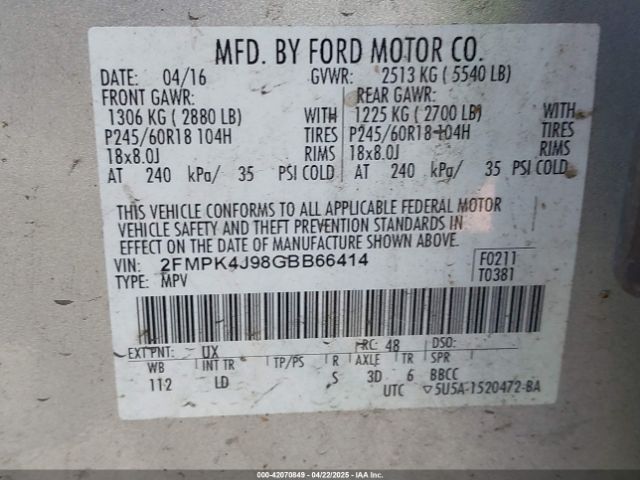 MFD. BY FORD MOTOR CO.
DATE: 04/16 GVWR: 2513 KG ( 5540 LB)
FRONT GAWR: REAR GAWR:
1306 KG ( 2880 LB) WITH 1225 KG ( 2700 LB) WITH
P245/60R18 104H TIRES P245/60R18 104H TIRES
18x8.0J RIMS 18x8.0J RIMS
AT 240 kPa/ 35 PSI COLD AT 240 kPa/ 35 PSI COLD
THIS VEHICLE CONFORMS TO ALL APPLICABLE FEDERAL MOTOR
VEHICLE SAFETY AND THEFT PREVENTION STANDARDS IN
EFFECT ON THE DATE OF MANUFACTURE SHOWN ABOVE.
VIN: 2FMPK4J98GBB66414 F0211
TYPE: MPV T0381
EXT PNT: UX RC: 48 DSO:
WB INT TR TP/PS R AXLE TR SPR
112 LD S 3D 6 BBCC
UTC 5U5A-1520472-BA
000-42070849 - 04/22/2025 - IAA Inc.